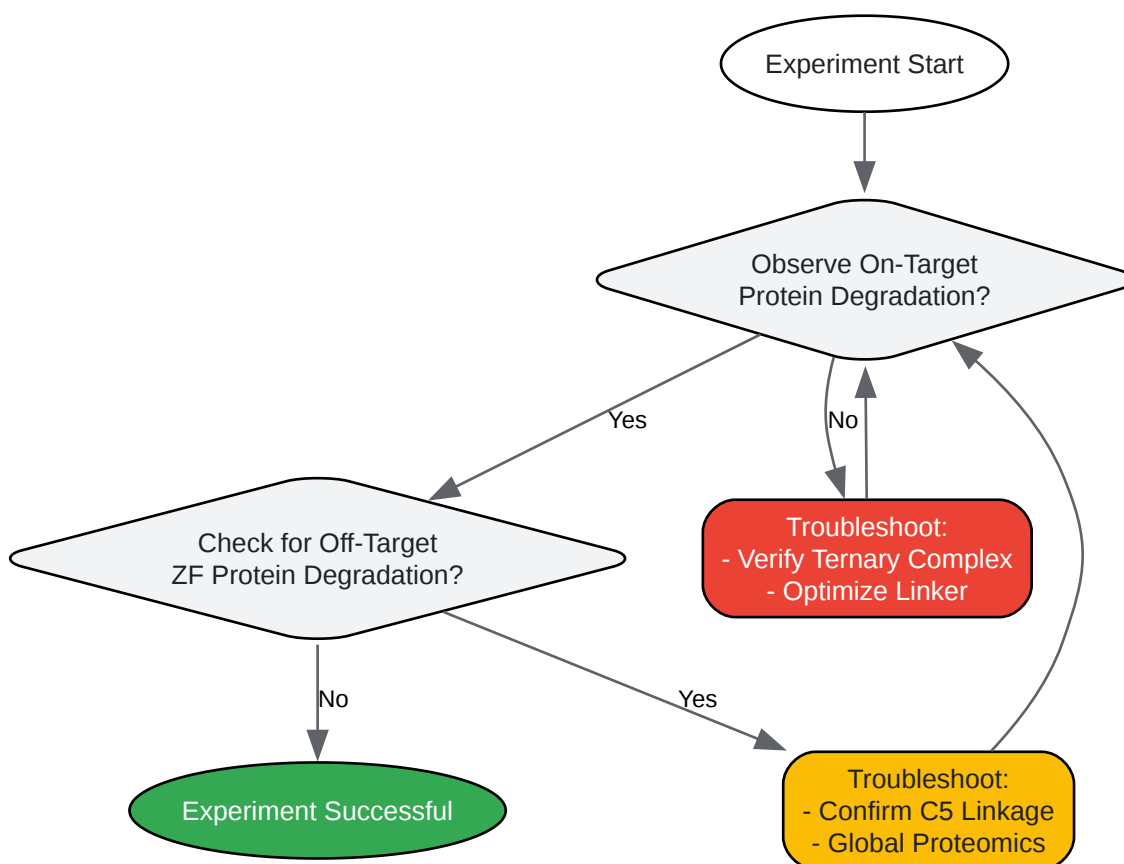 Experiment Start
Observe On-Target
Protein Degradation?
Yes
No
Check for Off-Target
ZF Protein Degradation?
Troubleshoot:
- Verify Ternary Complex
- Optimize Linker
No
Yes
Experiment Successful
Troubleshoot:
- Confirm C5 Linkage
- Global Proteomics